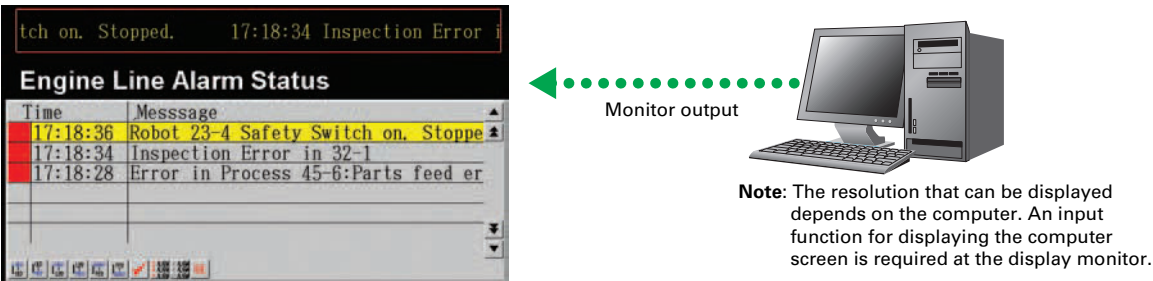 tch on. Stopped. 17:18:34 Inspection Error i
Engine Line Alarm Status
Time Messsage
17:18:36 Robot 23-4 Safety Switch on. Stoppe
17:18:34 Inspection Error in 32-1
17:18:28 Error in Process 45-6:Parts feed er
Monitor output
Note: The resolution that can be displayed
depends on the computer. An input
function for displaying the computer
screen is required at the display monitor.